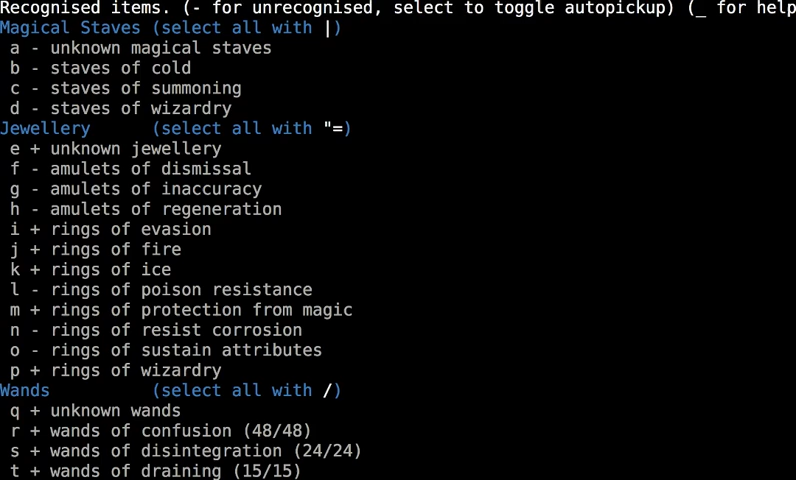 Recognised items. (- for unrecognised, select to toggle autopickup) (_ for help
Magical Staves (select all with |)
a - unknown magical staves
b - staves of cold
c - staves of summoning
d - staves of wizardry
Jewellery (select all with "=)
e + unknown jewellery
f - amulets of dismissal
g - amulets of inaccuracy
h - amulets of regeneration
i + rings of evasion
j + rings of fire
k + rings of ice
l - rings of poison resistance
m + rings of protection from magic
n - rings of resist corrosion
o - rings of sustain attributes
p + rings of wizardry
Wands (select all with /)
q + unknown wands
r + wands of confusion (48/48)
s + wands of disintegration (24/24)
t + wands of draining (15/15)